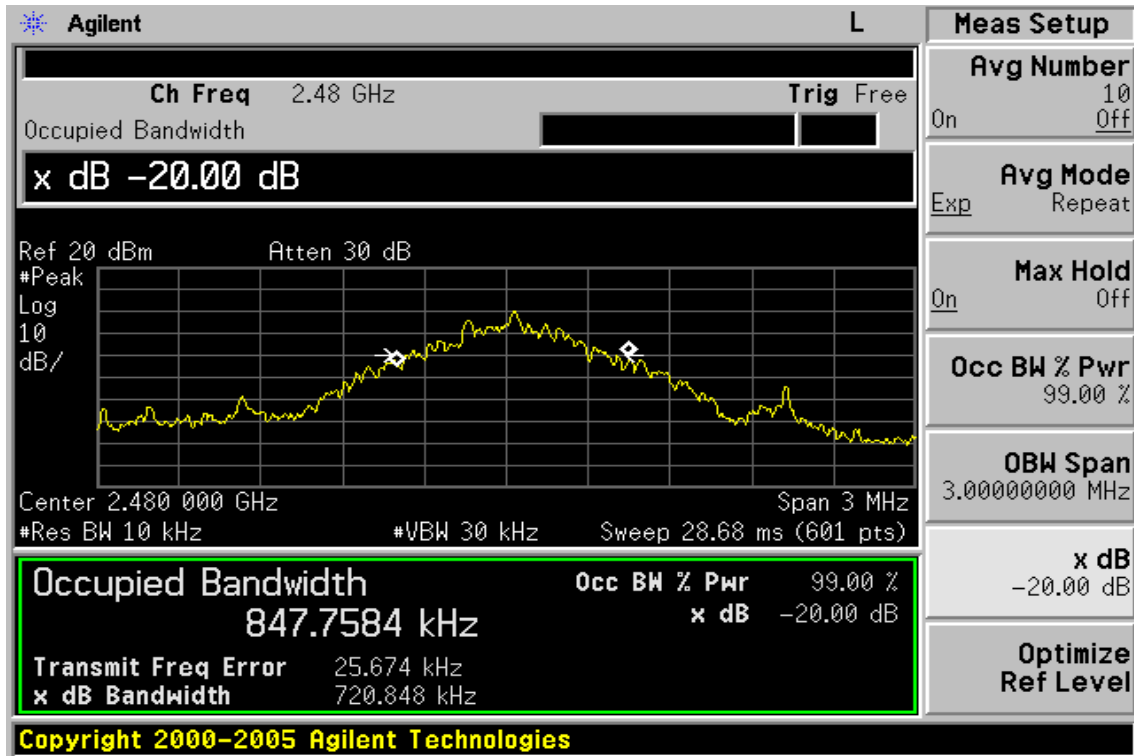 Agilent L
Ch Freq 2.48 GHz Trig Free
Occupied Bandwidth
x dB -20.00 dB
Ref 20 dBm Atten 30 dB
#Peak
Log
10
dB/
Center 2.480 000 GHz Span 3 MHz
#Res BW 10 kHz #VBW 30 kHz Sweep 28.68 ms (601 pts)
Occupied Bandwidth Occ BW % Pwr 99.00 %
847.7584 kHz x dB -20.00 dB
Transmit Freq Error 25.674 kHz
x dB Bandwidth 720.848 kHz
Copyright 2000-2005 Agilent Technologies
Meas Setup
Avg Number
10
On Off
Avg Mode
Exp Repeat
Max Hold
On Off
Occ BW % Pwr
99.00 %
OBW Span
3.00000000 MHz
x dB
-20.00 dB
Optimize
Ref Level